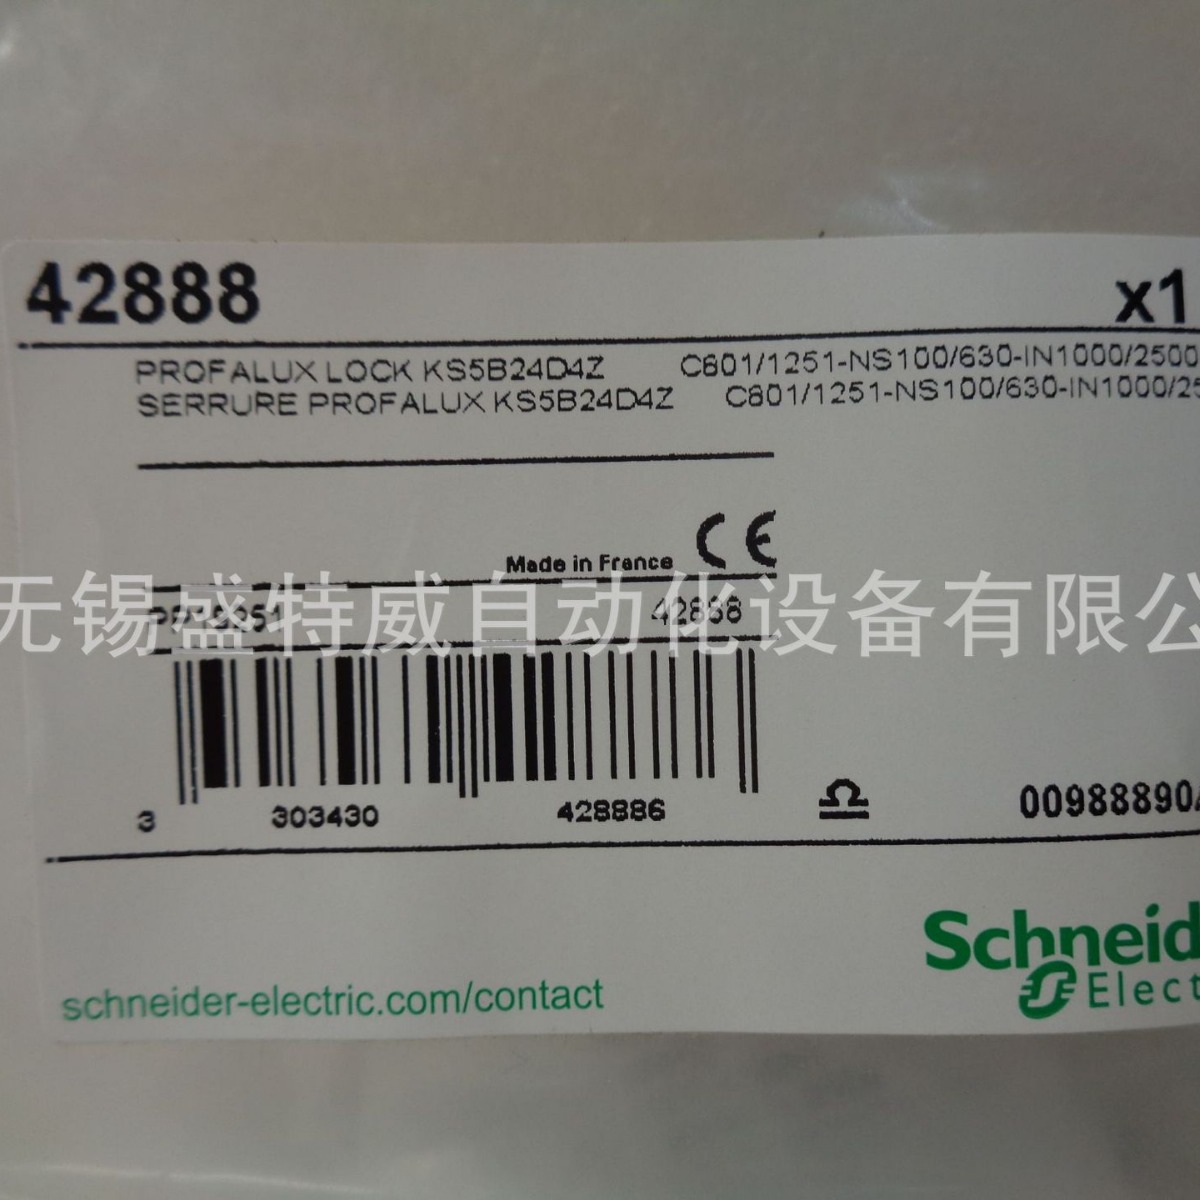 42888
x1
PROFALUX LOCK KS5B24D4Z C801/1251-NS100/630-IN1000/2500
SERRURE PROFALUX KS5B24D4Z C801/1251-NS100/630-IN1000/25
Made in France CE
42888
无锡盛特威自动化设备有限公
3 303430 428886
00988890
Schneid
Elect
schneider-electric.com/contact